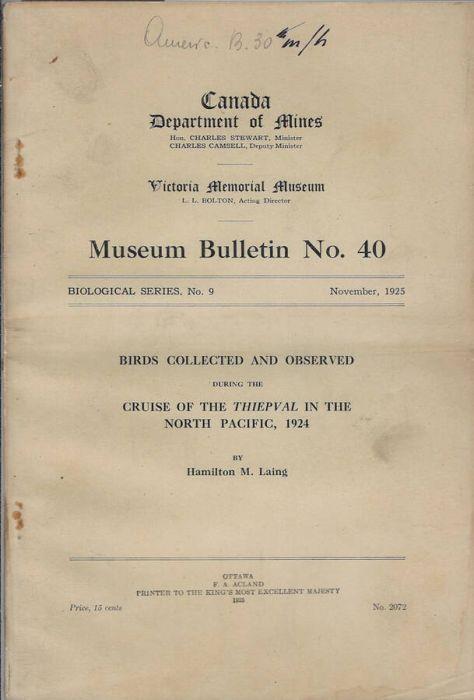 Americ. B. 30
Canada
Department of Mines
Hon. CHARLES STEWART, Minister
CHARLES CAMSELL, Deputy Minister
Victoria Memorial Museum
L. L. BOLTON, Acting Director
Museum Bulletin No. 40
BIOLOGICAL SERIES, No. 9 November, 1925
BIRDS COLLECTED AND OBSERVED
DURING THE
CRUISE OF THE THIEPVAL IN THE
NORTH PACIFIC, 1924
BY
Hamilton M. Laing
OTTAWA
F. A. ACLAND
PRINTER TO THE KING'S MOST EXCELLENT MAJESTY
1925
Price, 15 cents No. 2072